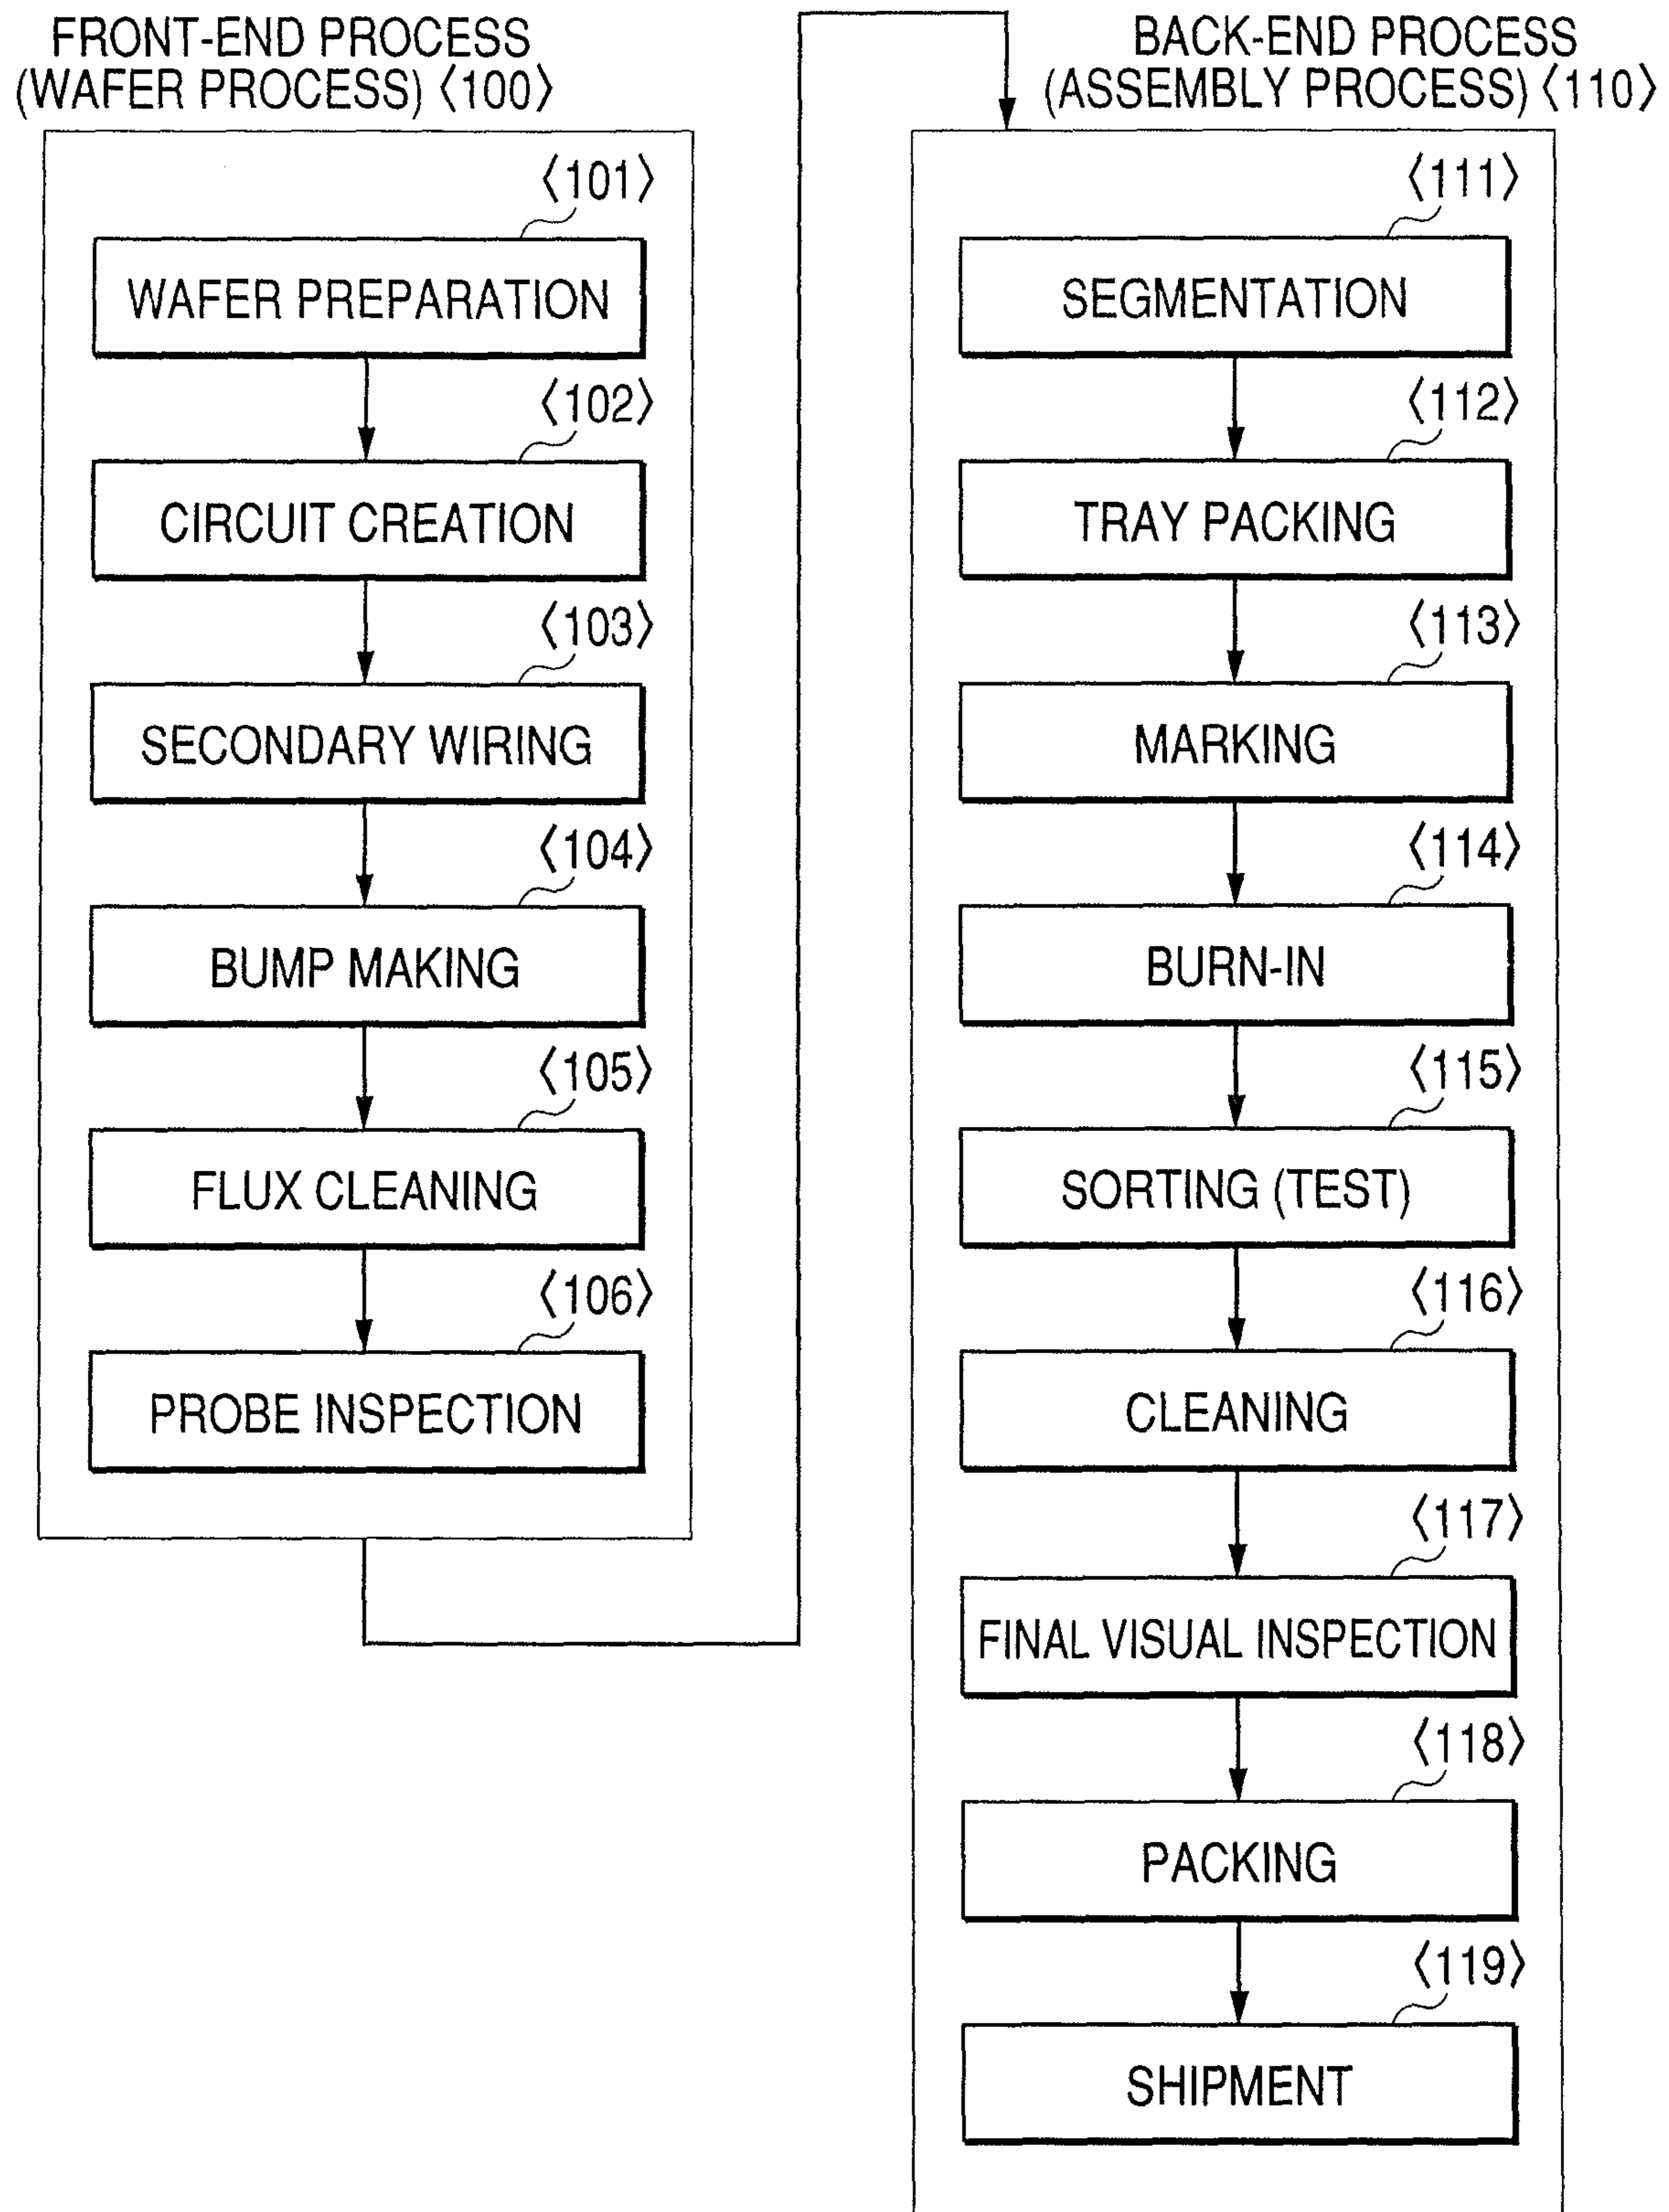 FRONT-END PROCESS
(WAFER PROCESS) 〈100〉
〈101〉
WAFER PREPARATION
〈102〉
CIRCUIT CREATION
〈103〉
SECONDARY WIRING
〈104〉
BUMP MAKING
〈105〉
FLUX CLEANING
〈106〉
PROBE INSPECTION
BACK-END PROCESS
(ASSEMBLY PROCESS) 〈110〉
〈111〉
SEGMENTATION
〈112〉
TRAY PACKING
〈113〉
MARKING
〈114〉
BURN-IN
〈115〉
SORTING (TEST)
〈116〉
CLEANING
〈117〉
FINAL VISUAL INSPECTION
〈118〉
PACKING
〈119〉
SHIPMENT